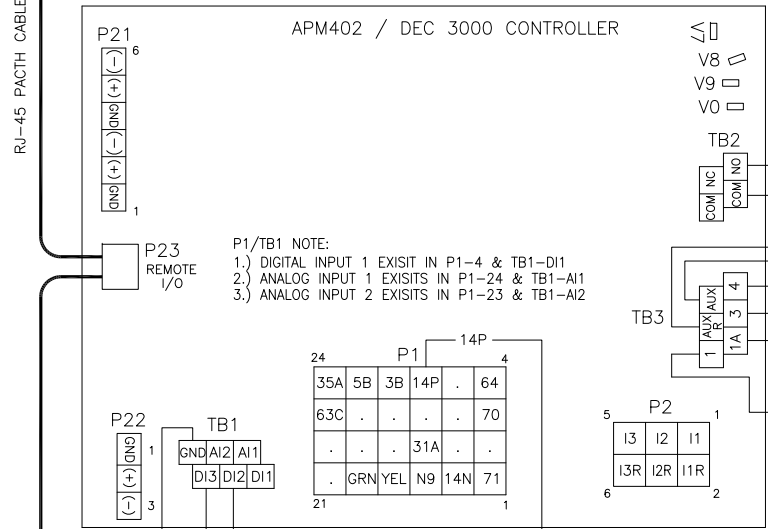 RJ-45 PACTH CABLE
APM402 / DEC 3000 CONTROLLER
P21
6
(-)
(+)
GND
(-)
(+)
GND
1
V8
V9
V0
TB2
NC
NO
COM
COM
P23
REMOTE
I/O
P1/TB1 NOTE:
1.) DIGITAL INPUT 1 EXISIT IN P1-4 & TB1-DI1
2.) ANALOG INPUT 1 EXISITS IN P1-24 & TB1-AI1
3.) ANALOG INPUT 2 EXISITS IN P1-23 & TB1-AI2
TB3
AUX
4
AUX R
3
1
1A
14P
24
P1
4
35A 5B 3B 14P . 64
63C . . . . 70
. . . 31A . .
. GRN YEL N9 14N 71
21
1
P22
GND
1
(+)
(-)
3
TB1
GND AI2 AI1
DI3 DI2 DI1
5
P2
1
I3 I2 I1
I3R I2R I1R
6
2